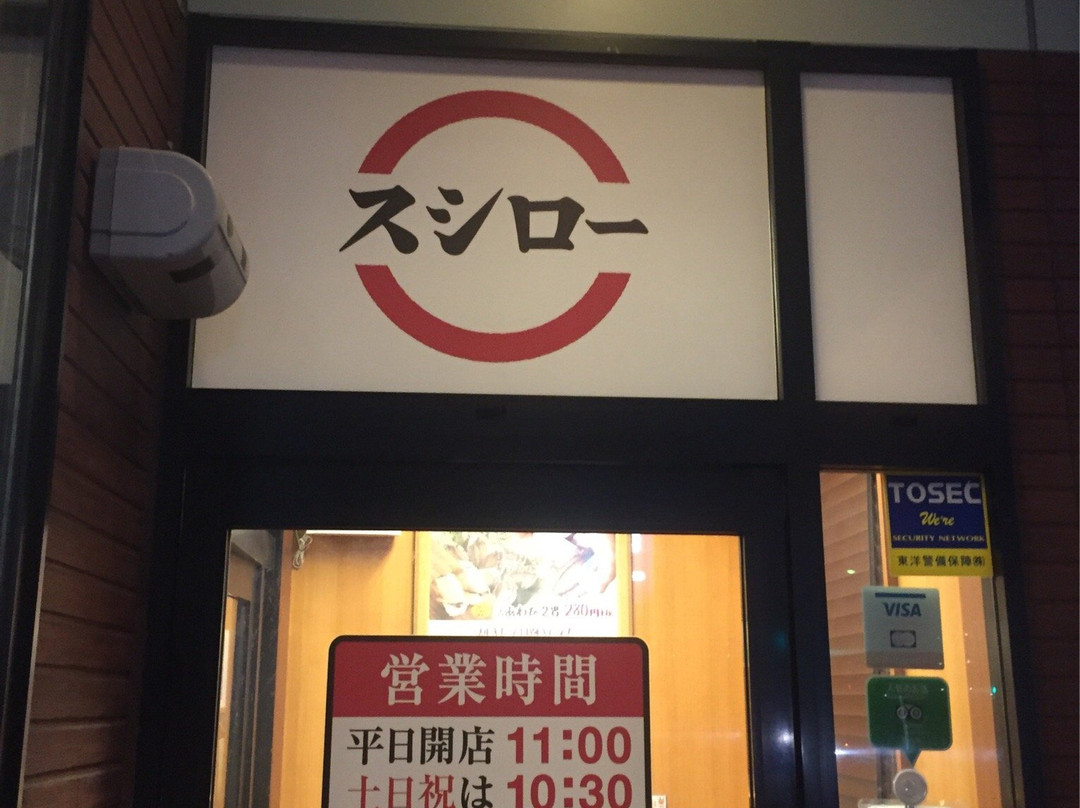 スシロー
TOSEC
We're
SECURITY NETWORK
東洋警備保障㈱
VISA
営業時間
平日開店 11:00
土日祝は 10:30